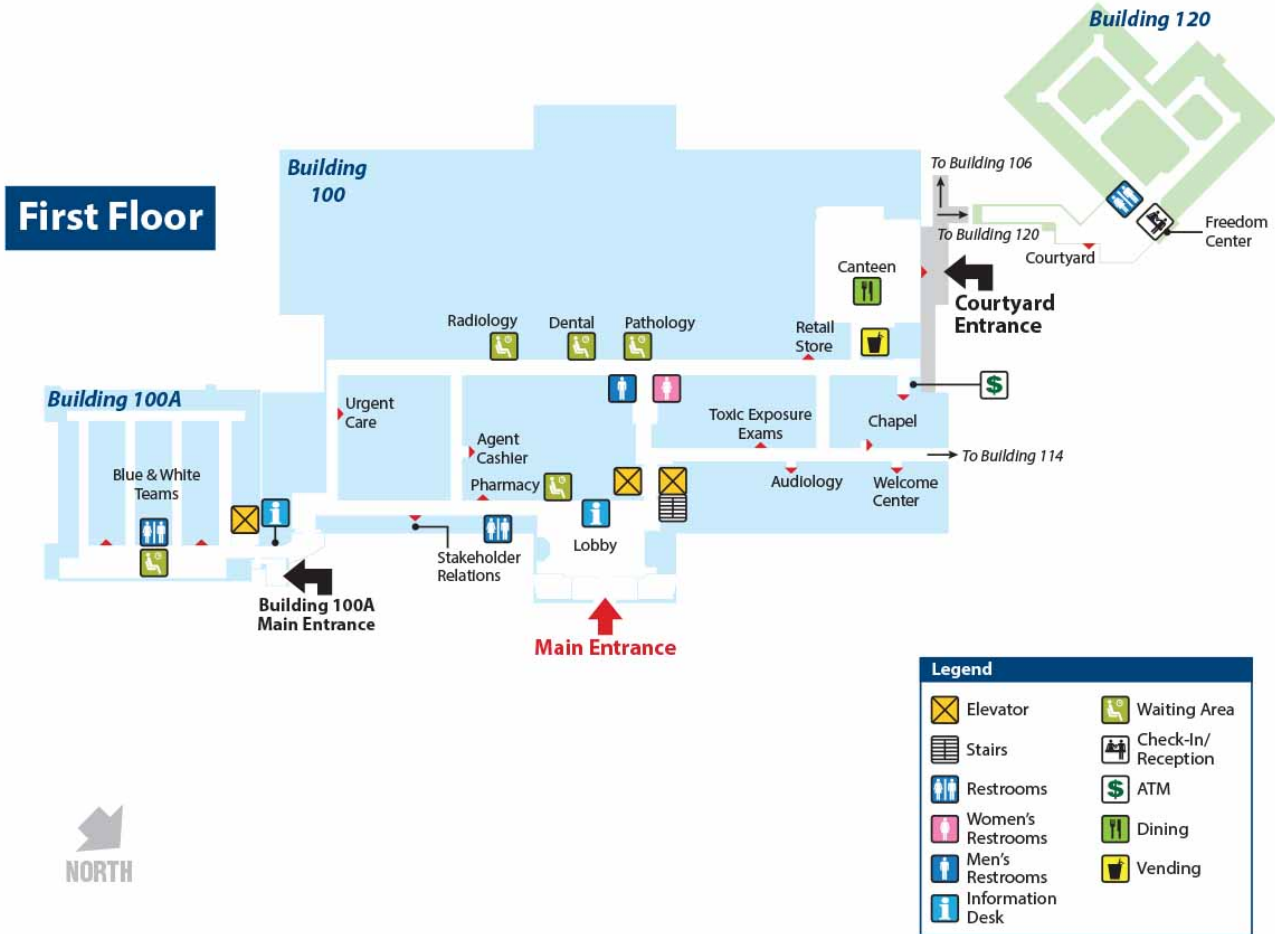 Building 120
First Floor
Building
100
To Building 106
To Building 120
Freedom
Center
Courtyard
Canteen
Courtyard
Entrance
Radiology
Dental
Pathology
Retail
Store
$
Building 100A
Urgent
Care
Toxic Exposure
Exams
Chapel
Agent
Cashier
To Building 114
Blue & White
Teams
Pharmacy
Audiology
Welcome
Center
i
i
Lobby
Stakeholder
Relations
Building 100A
Main Entrance
Main Entrance
Legend
Elevator
Stairs
Restrooms
Women's
Restrooms
Men's
Restrooms
i
Information
Desk
Waiting Area
Check-In/
Reception
$
ATM
Dining
Vending
NORTH